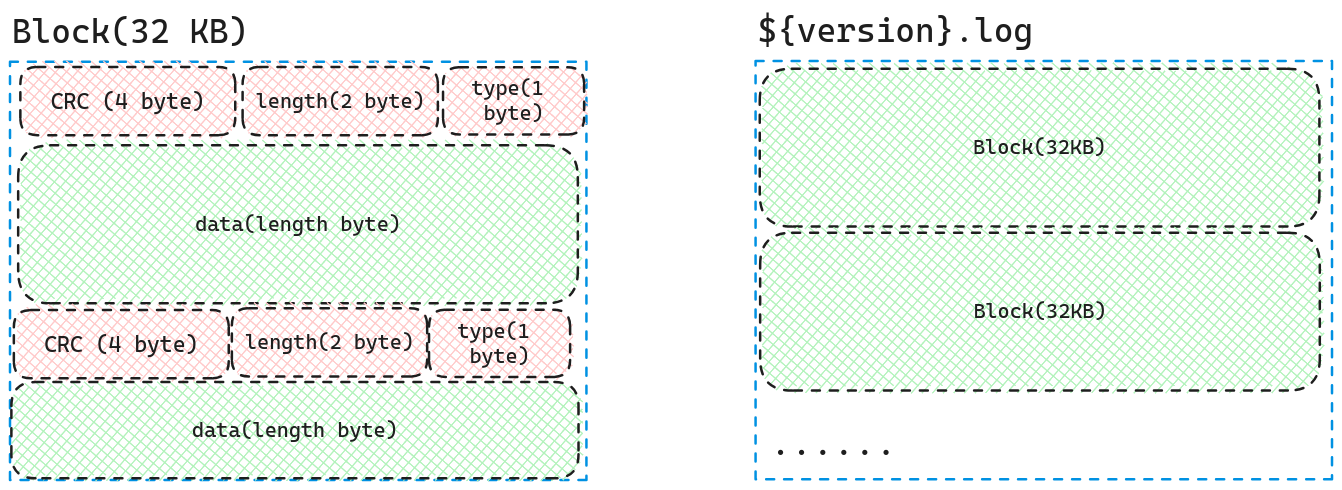 Block(32 KB)
CRC (4 byte)
length(2 byte)
type(1
byte)
data(length byte)
CRC (4 byte)
length(2 byte)
type(1
byte)
data(length byte)
${version}.log
Block(32KB)
Block(32KB)
......